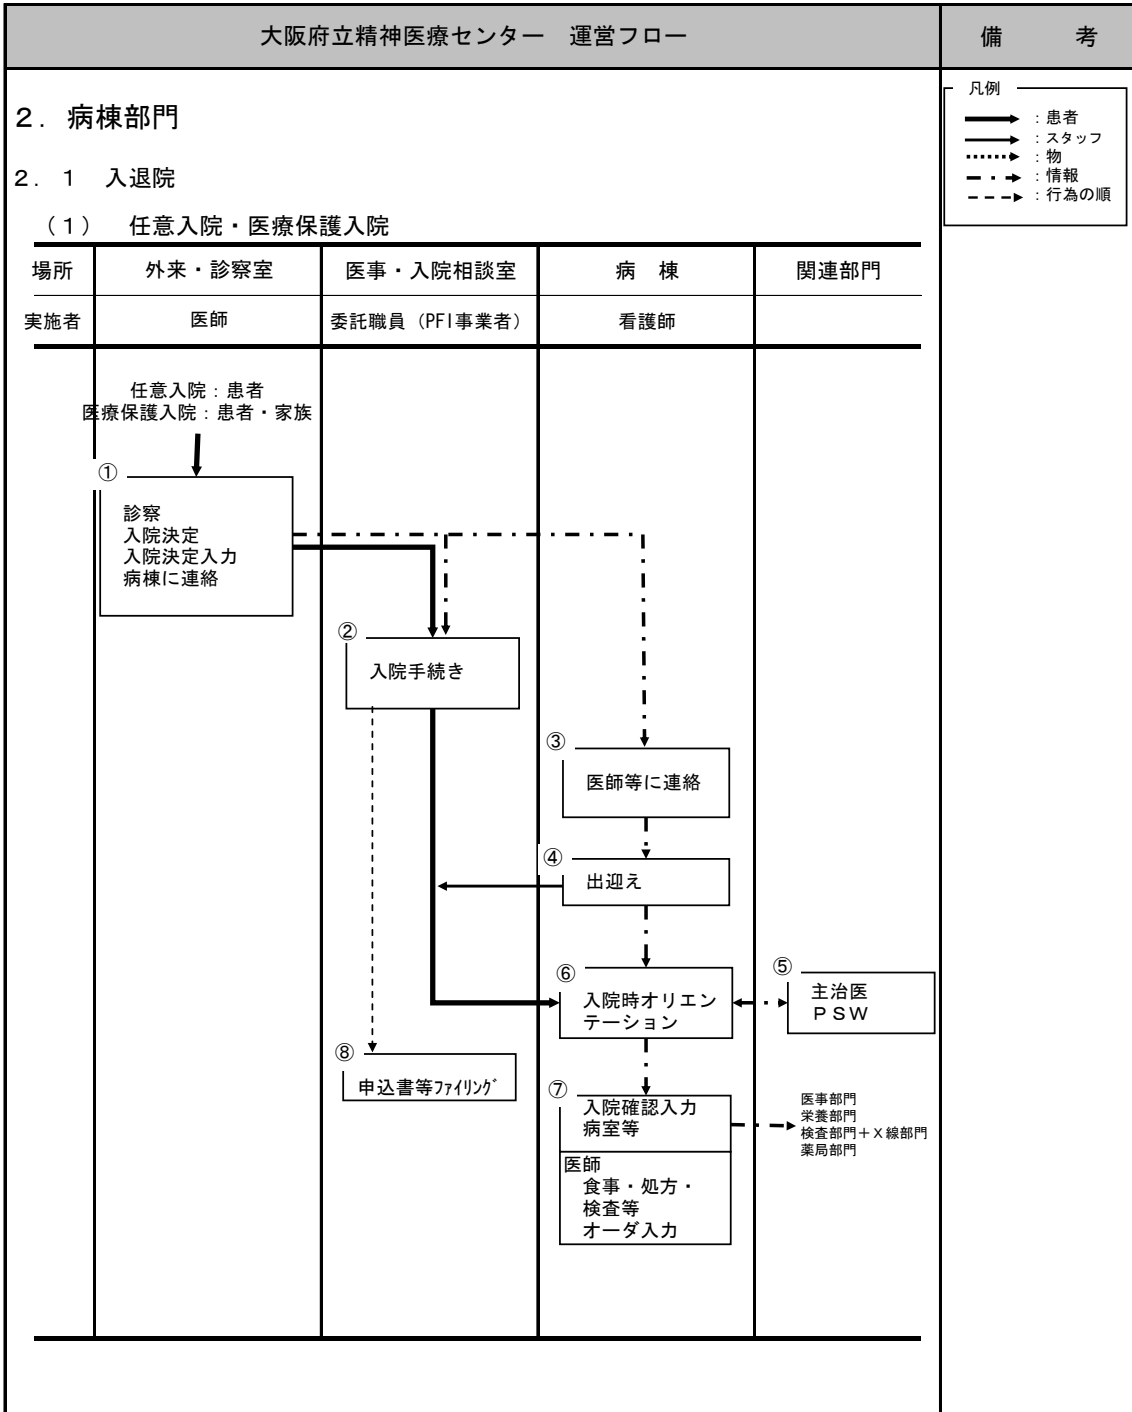 大阪府立精神医療センター　運営フロー
備　　考
凡例
：患者
：スタッフ
：物
：情報
：行為の順
２．病棟部門
２．１　入退院
（１）　任意入院・医療保護入院
場所　外来・診察室　医事・入院相談室　病　棟　関連部門
実施者　医師　委託職員（PFI事業者）　看護師
任意入院：患者
医療保護入院：患者・家族
①
診察
入院決定
入院決定入力
病棟に連絡
②
入院手続き
③
医師等に連絡
④
出迎え
⑤
主治医
ＰＳＷ
⑥
入院時オリエン
テーション
⑧
申込書等ﾌｧｲﾘﾝｸﾞ
⑦
入院確認入力
病室等
医師
食事・処方・
検査等
オーダ入力
医事部門
栄養部門
検査部門＋Ｘ線部門
薬局部門